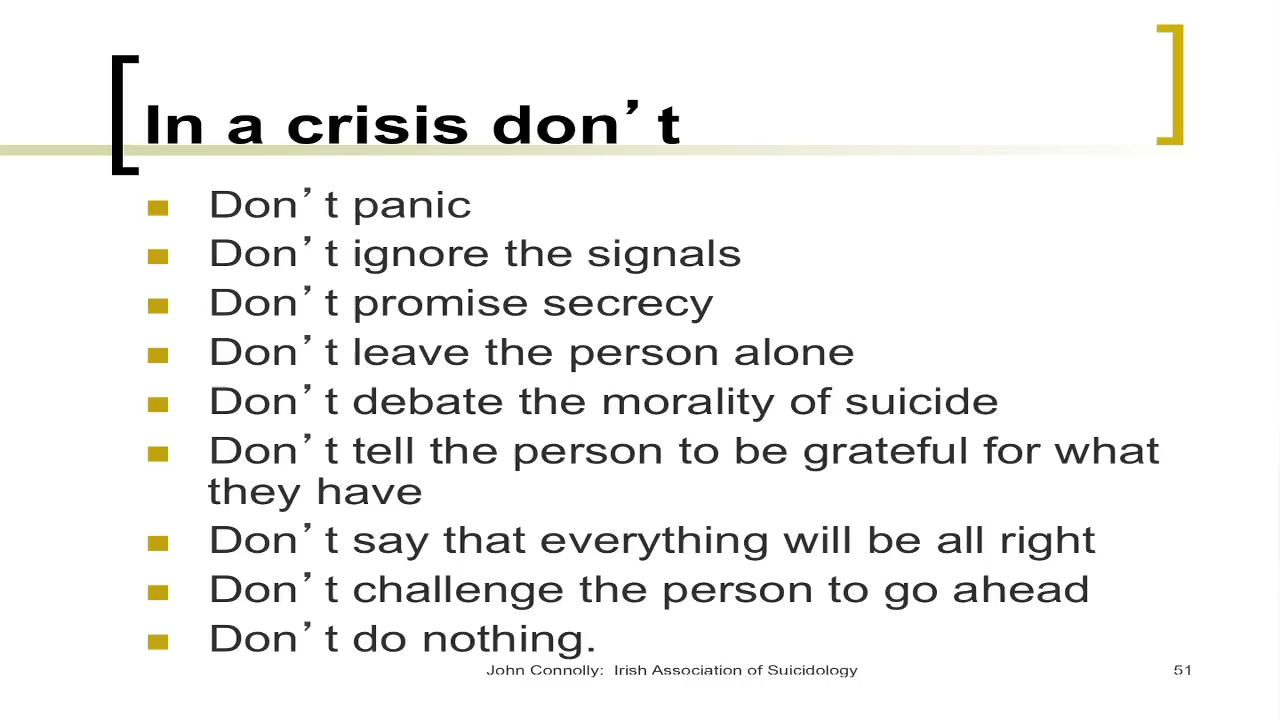 In a crisis don’t
Don’t panic
Don’t ignore the signals
Don’t promise secrecy
Don’t leave the person alone
Don’t debate the morality of suicide
Don’t tell the person to be grateful for what
they have
Don’t say that everything will be all right
Don’t challenge the person to go ahead
Don’t do nothing.
John Connolly: Irish Association of Suicidology 51